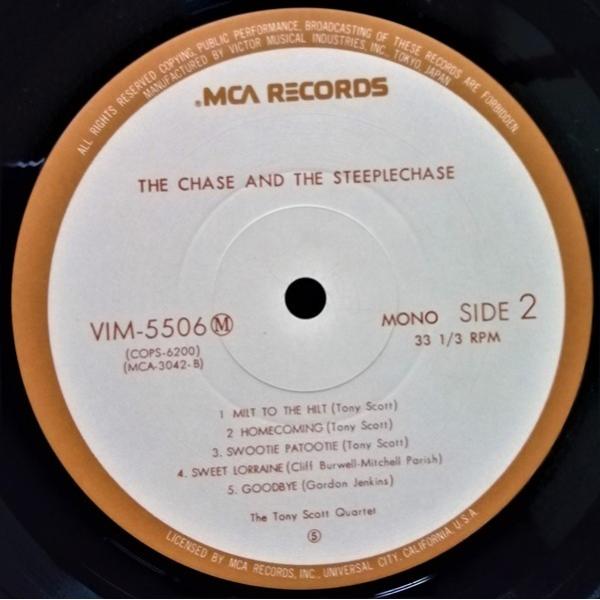 ALL RIGHTS RESERVED COPYING, PUBLIC PERFORMANCE, BROADCASTING OF THESE RECORDS ARE FORBIDDEN.
MANUFACTURED BY VICTOR MUSICAL INDUSTRIES, INC. TOKYO, JAPAN
MCA RECORDS
THE CHASE AND THE STEEPLECHASE
VIM-5506 Ⓜ
(COPS-6200)
(MCA-3042-B)
MONO SIDE 2
33 1/3 RPM
1 MILT TO THE HILT (Tony Scott)
2 HOMECOMING (Tony Scott)
3. SWOOTIE PATOOTIE (Tony Scott)
4. SWEET LORRAINE (Cliff Burwell-Mitchell Parish)
5. GOODBYE (Gordon Jenkins)
The Tony Scott Quartet
⑤
LICENSED BY MCA RECORDS, INC., UNIVERSAL CITY, CALIFORNIA, U.S.A.